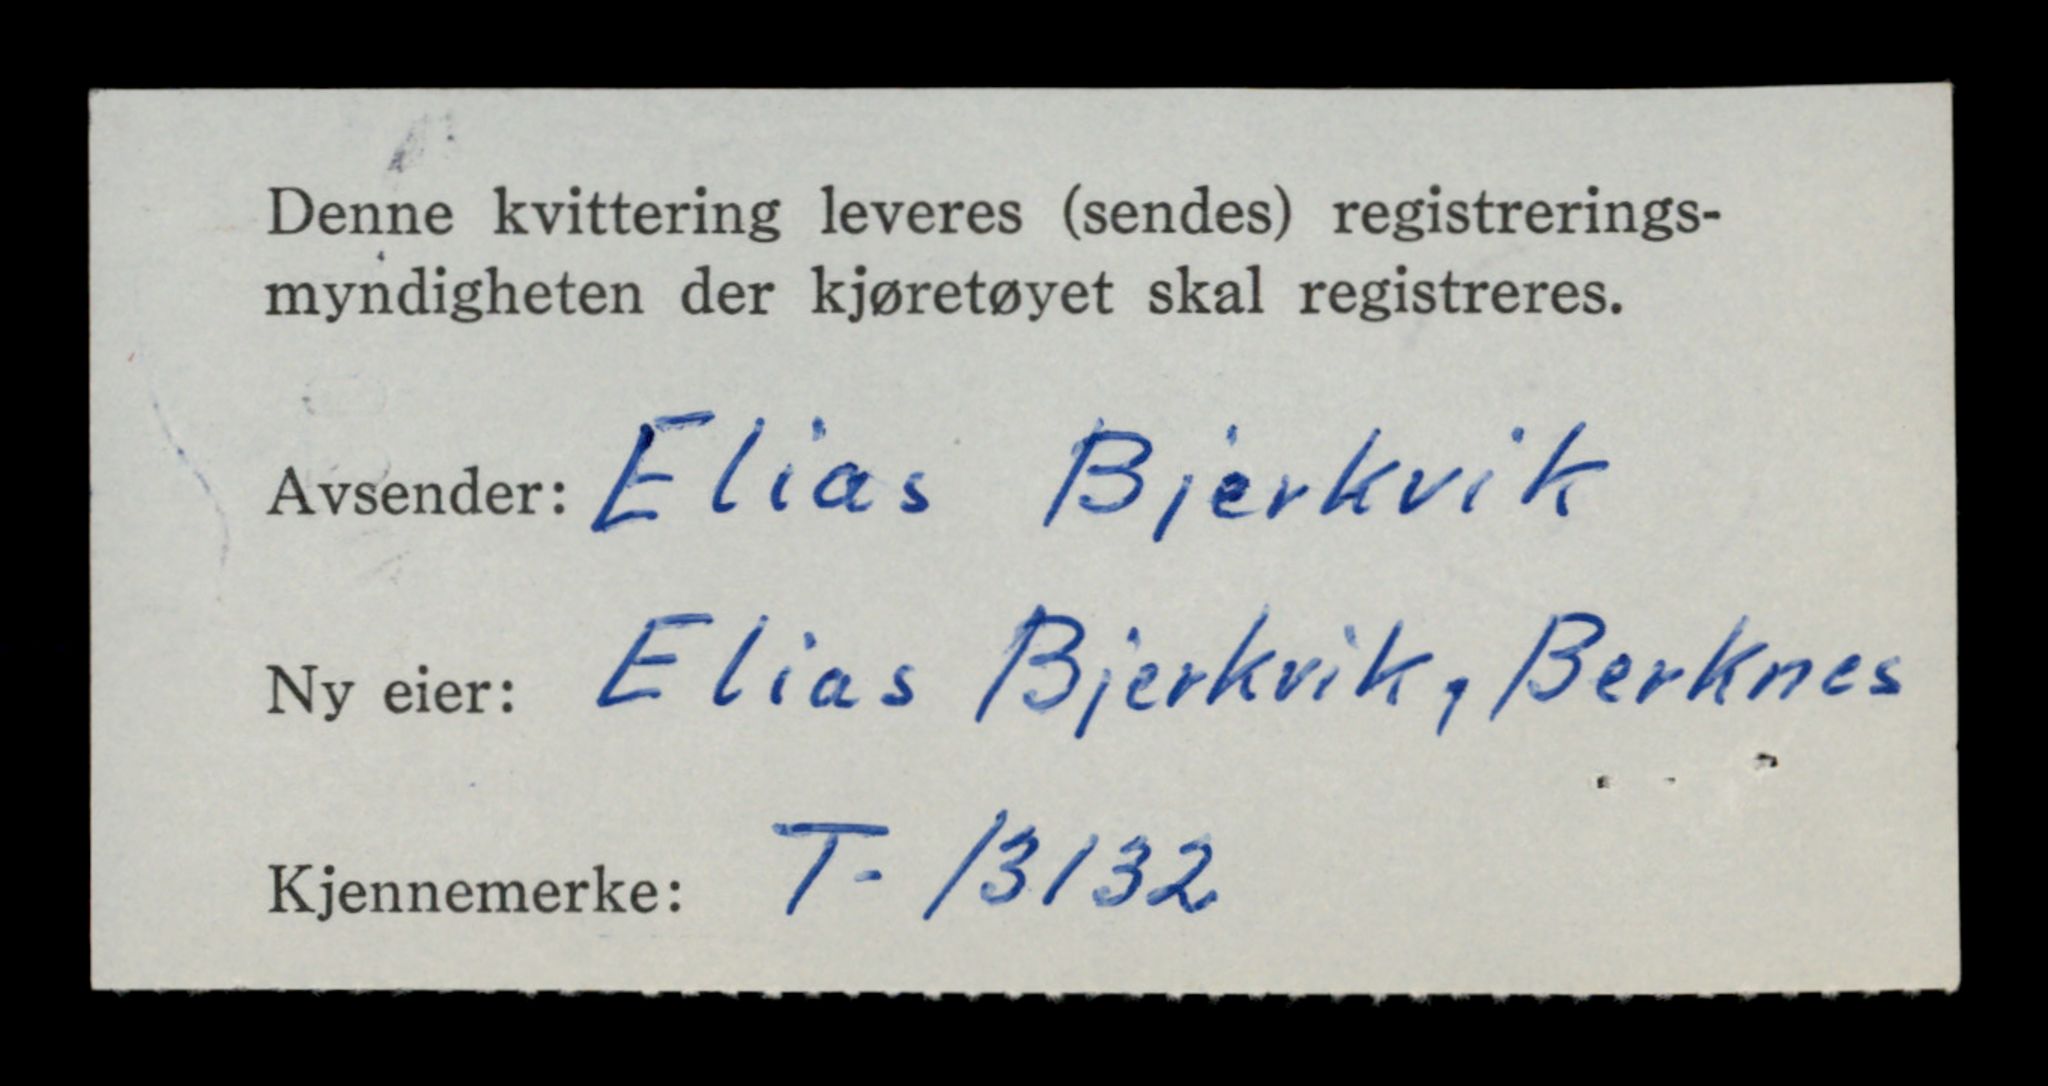 Denne kvittering leveres (sendes) registrerings-
myndigheten der kjøretøyet skal registreres.
Avsender: Elias Bjerkvik
Ny eier: Elias Bjerkvik, Berknes
Kjennemerke: T- 13132